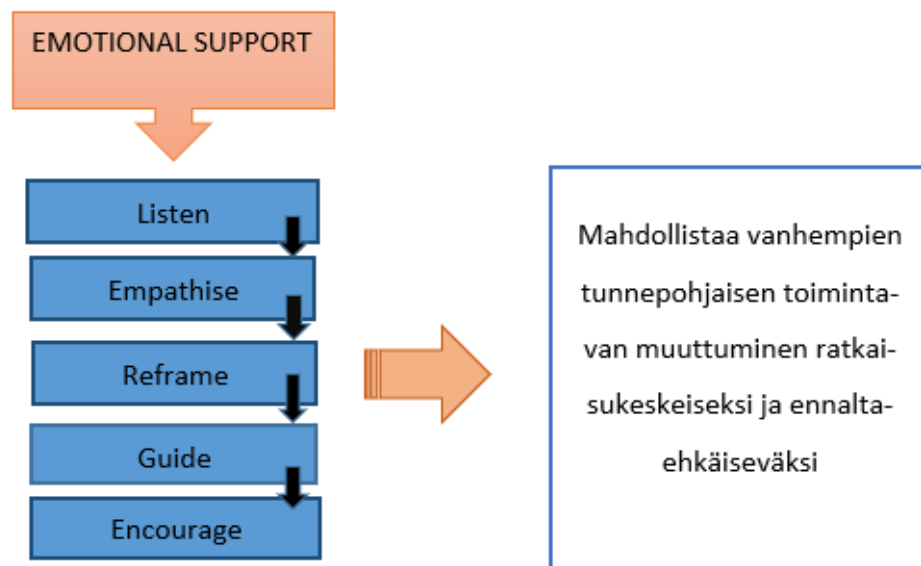 EMOTIONAL SUPPORT
Listen
Empathise
Reframe
Guide
Encourage
Mahdollistaa vanhempien
tunnepohjaisen toiminta-
van muuttuminen ratkai-
sukeskeiseksi ja ennalta-
ehkäiseväksi